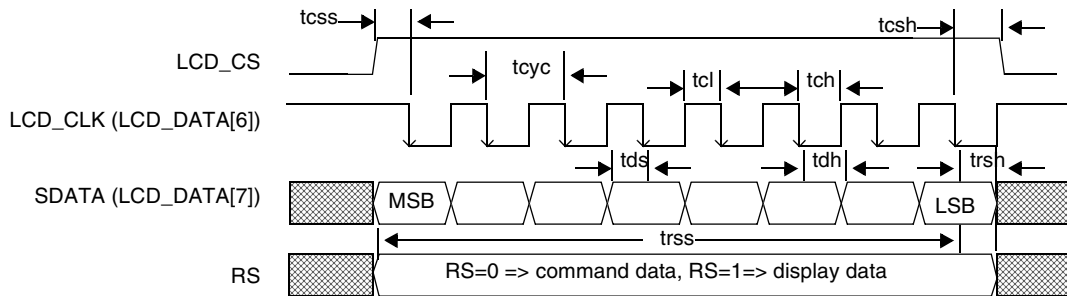 tcss
tcsh
LCD_CS
tcyc
tcl
tch
LCD_CLK (LCD_DATA[6])
tds
tdh
trsh
SDATA (LCD_DATA[7])
MSB
LSB
trss
RS
RS=0 => command data, RS=1=> display data